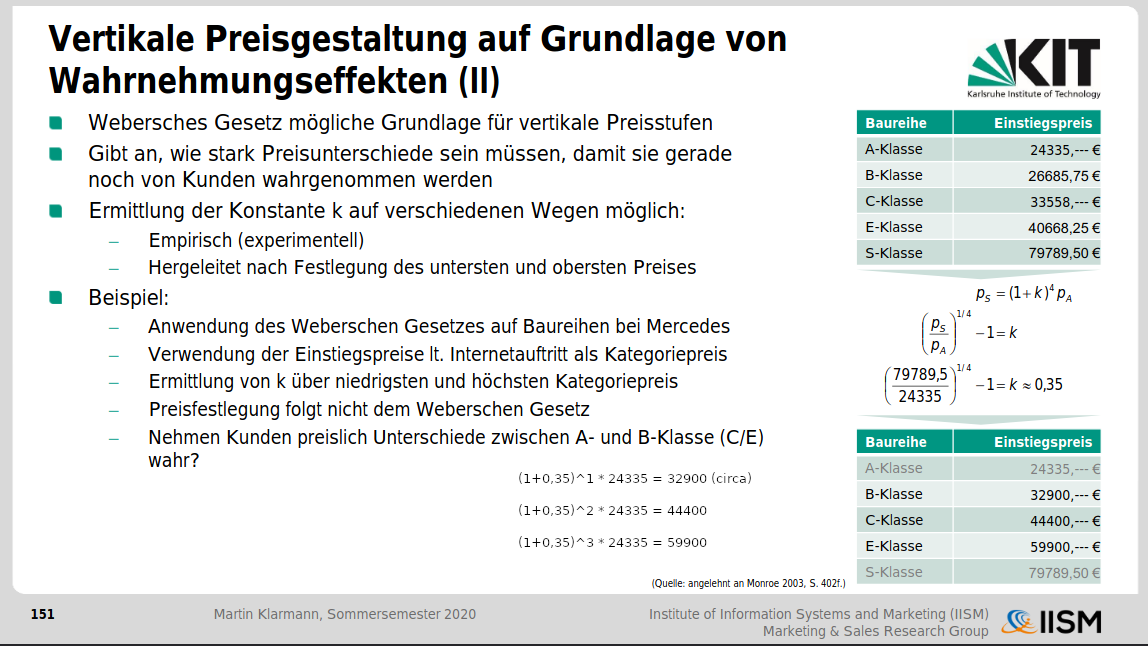 Vertikale Preisgestaltung auf Grundlage von
Wahrnehmungseffekten (II)
KIT
Karlsruhe Institute of Technology
Webersches Gesetz mögliche Grundlage für vertikale Preisstufen
Gibt an, wie stark Preisunterschiede sein müssen, damit sie gerade
noch von Kunden wahrgenommen werden
Ermittlung der Konstante k auf verschiedenen Wegen möglich:
– Empirisch (experimentell)
– Hergeleitet nach Festlegung des untersten und obersten Preises
Beispiel:
– Anwendung des Weberschen Gesetzes auf Baureihen bei Mercedes
– Verwendung der Einstiegspreise lt. Internetauftritt als Kategoriepreis
– Ermittlung von k über niedrigsten und höchsten Kategoriepreis
– Preisfestlegung folgt nicht dem Weberschen Gesetz
– Nehmen Kunden preislich Unterschiede zwischen A- und B-Klasse (C/E)
wahr?
(1+0,35)^1 * 24335 = 32900 (circa)
(1+0,35)^2 * 24335 = 44400
(1+0,35)^3 * 24335 = 59900
(Quelle: angelehnt an Monroe 2003, S. 402f.)
Baureihe Einstiegspreis
A-Klasse 24335,--- €
B-Klasse 26685,75 €
C-Klasse 33558,--- €
E-Klasse 40668,25 €
S-Klasse 79789,50 €
p_S = (1+k)^4 p_A
(p_S / p_A)^1/4 −1 = k
(79789,5 / 24335)^1/4 −1 = k ≈ 0,35
Baureihe Einstiegspreis
A-Klasse 24335,--- €
B-Klasse 32900,--- €
C-Klasse 44400,--- €
E-Klasse 59900,--- €
S-Klasse 79789,50 €
151
Martin Klarmann, Sommersemester 2020
Institute of Information Systems and Marketing (IISM)
Marketing & Sales Research Group
IISM